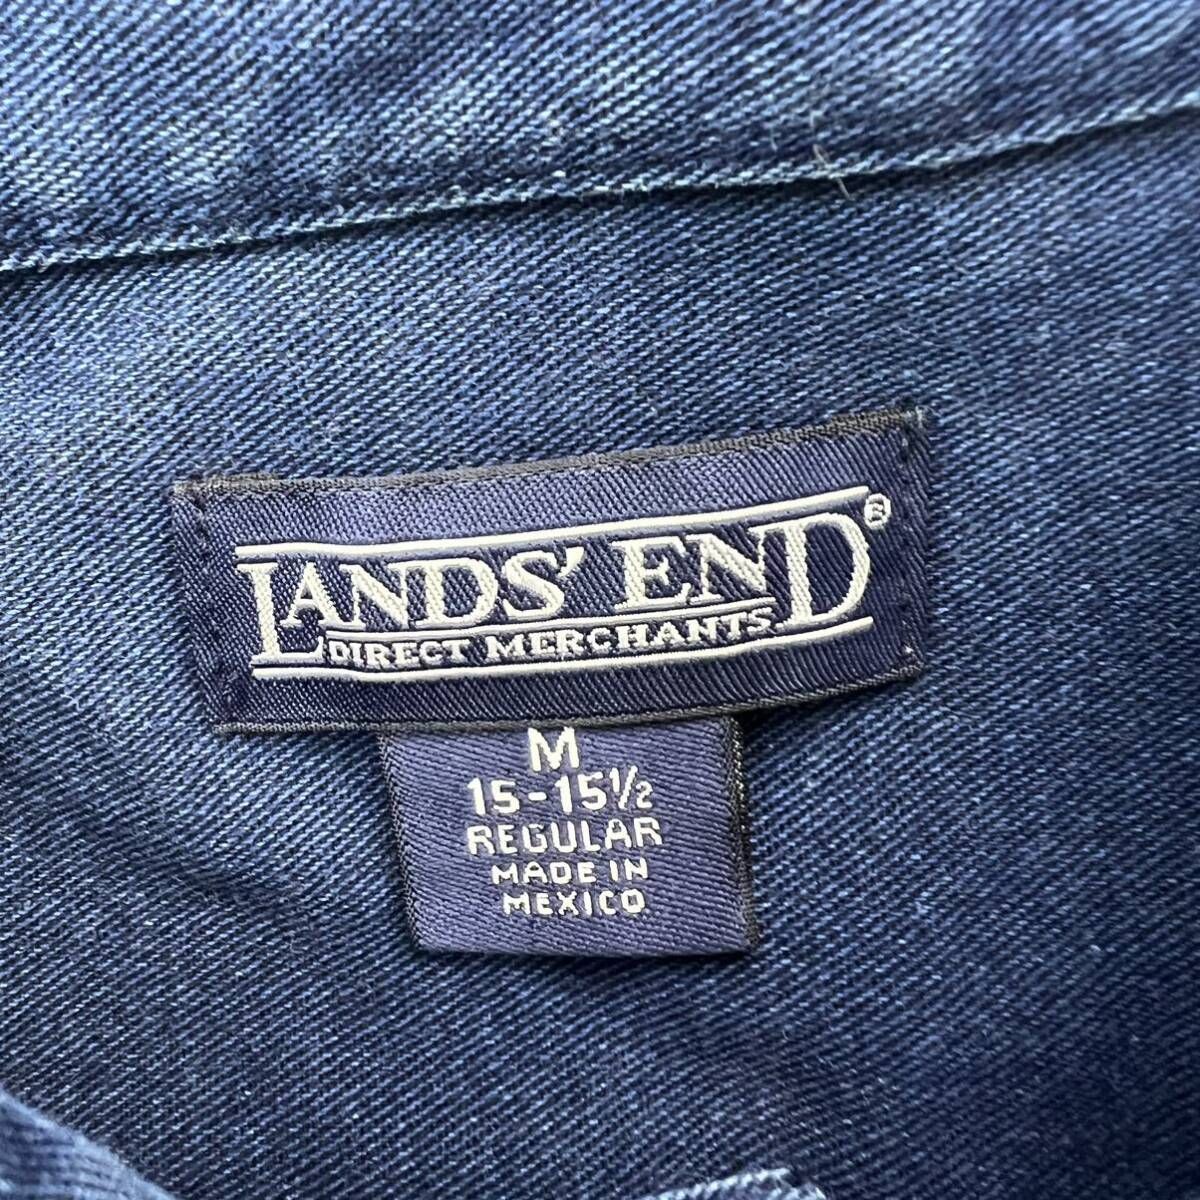 LANDS' END®
DIRECT MERCHANTS
M
15-15½
REGULAR
MADE IN
MEXICO